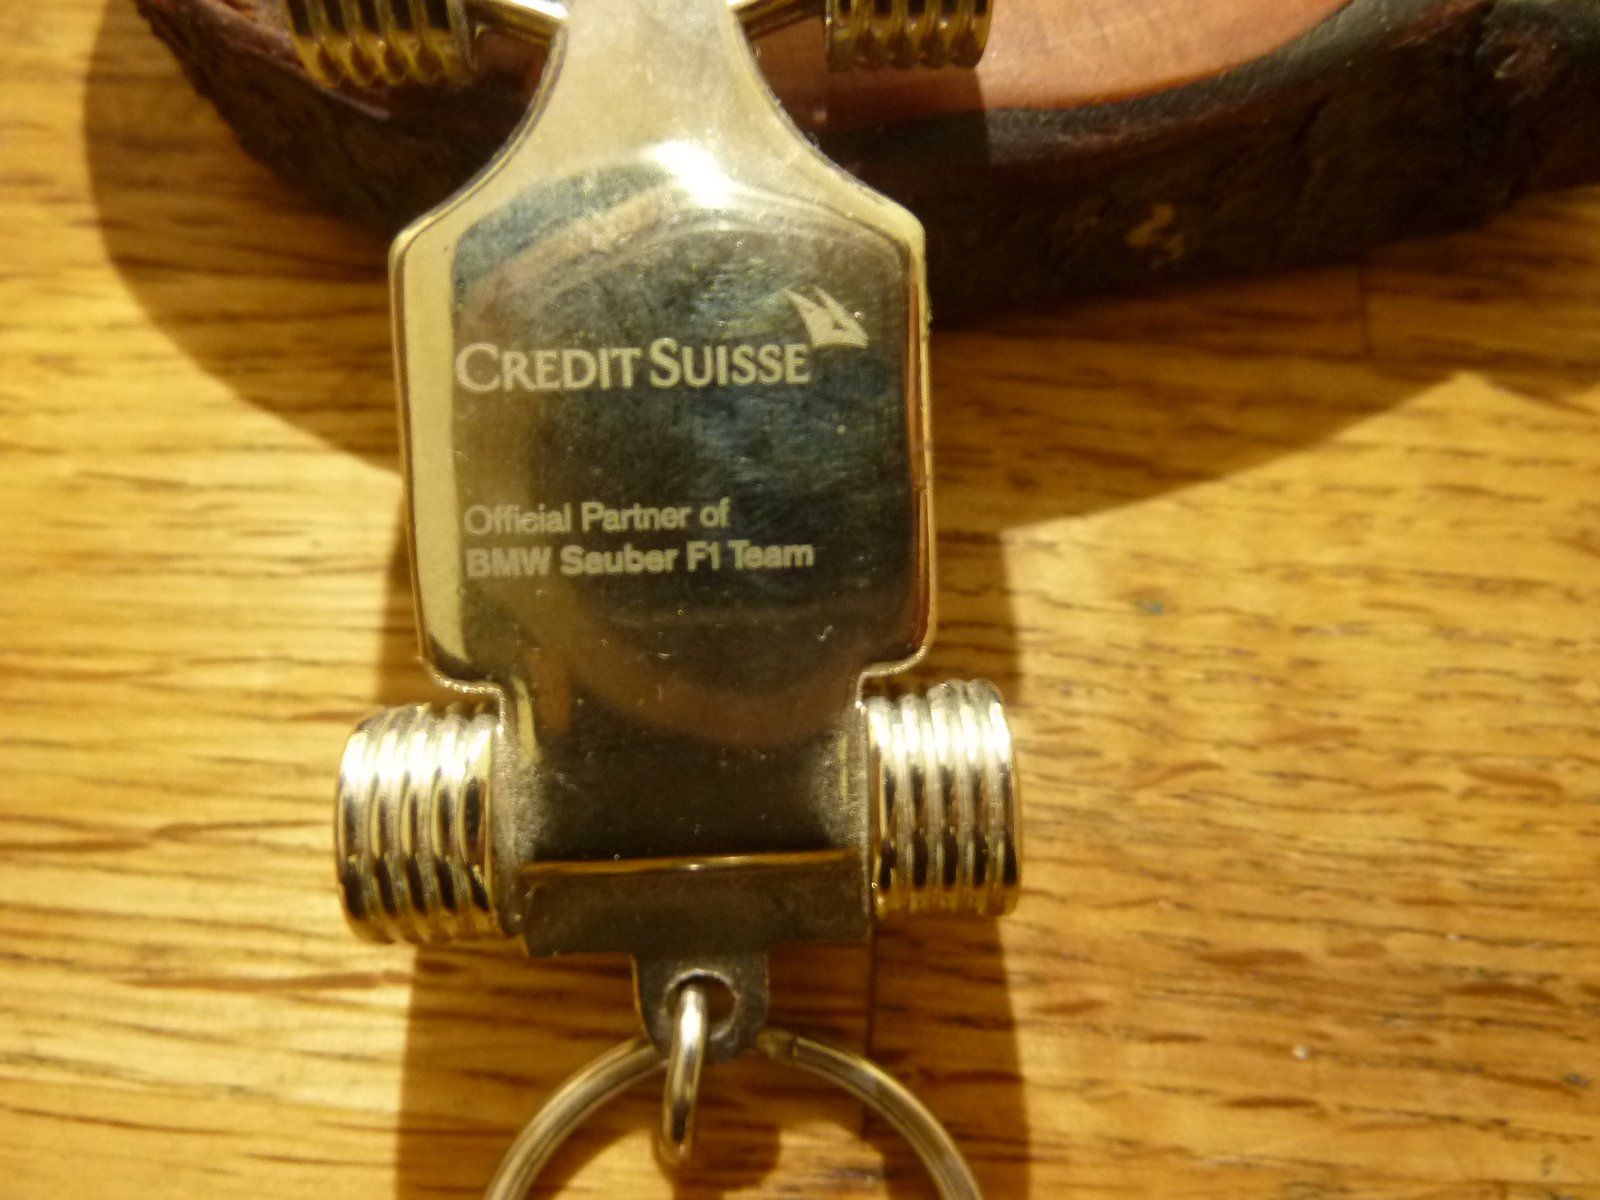 CREDIT SUISSE
Official Partner of
BMW Sauber F1 Team